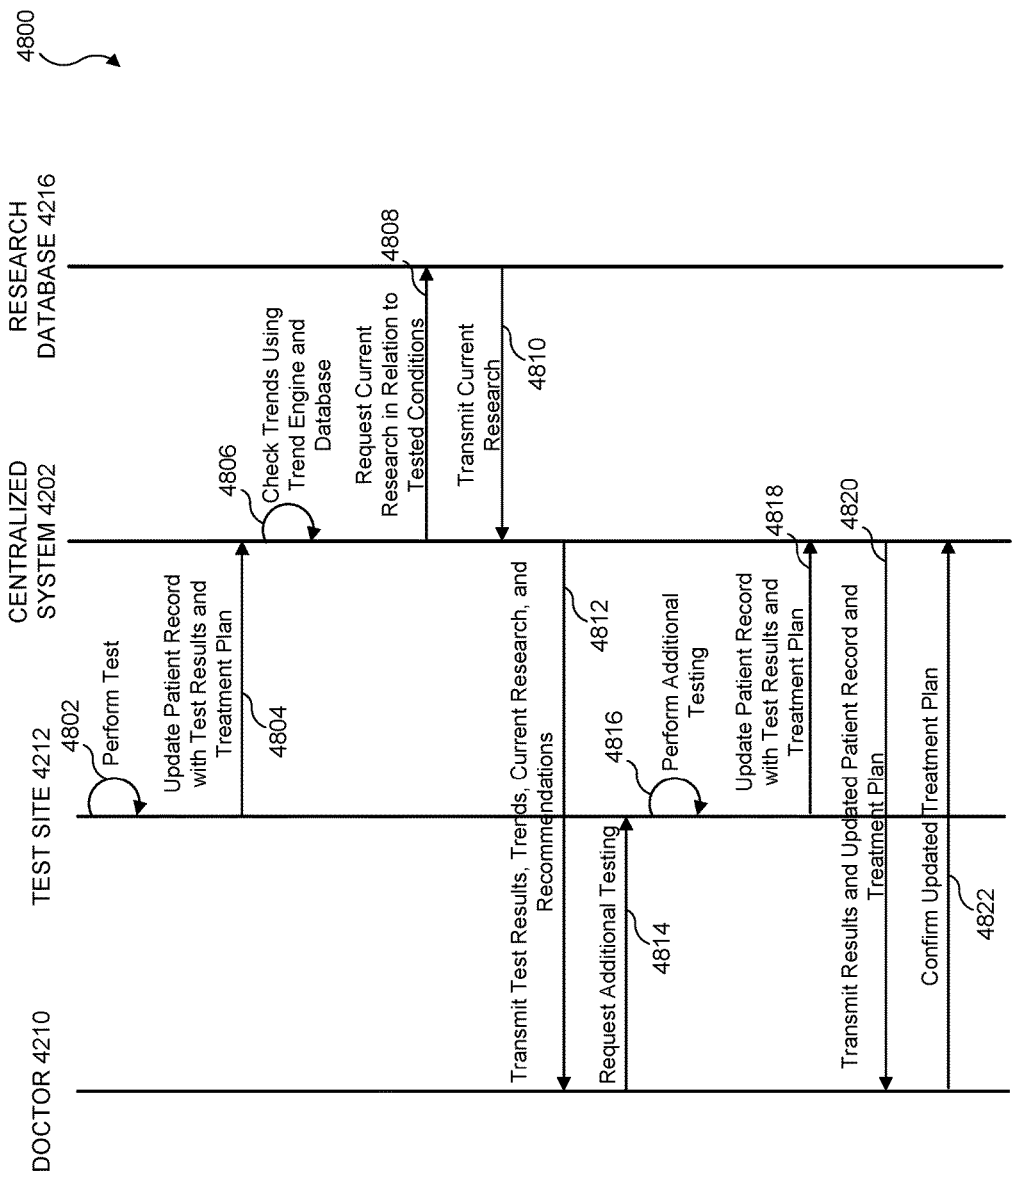 4800
DOCTOR 4210
TEST SITE 4212
CENTRALIZED
SYSTEM 4202
RESEARCH
DATABASE 4216
4802
Perform Test
Update Patient Record
with Test Results and
Treatment Plan
4804
4806
Check Trends Using
Trend Engine and
Database
Request Current
Research in Relation to
Tested Conditions
4808
Transmit Current
Research
4810
Transmit Test Results, Trends, Current Research, and
Recommendations
4812
Request Additional Testing
4814
4816
Perform Additional
Testing
Update Patient Record
with Test Results and
Treatment Plan
4818
Transmit Results and Updated Patient Record and
Treatment Plan
4820
Confirm Updated Treatment Plan
4822